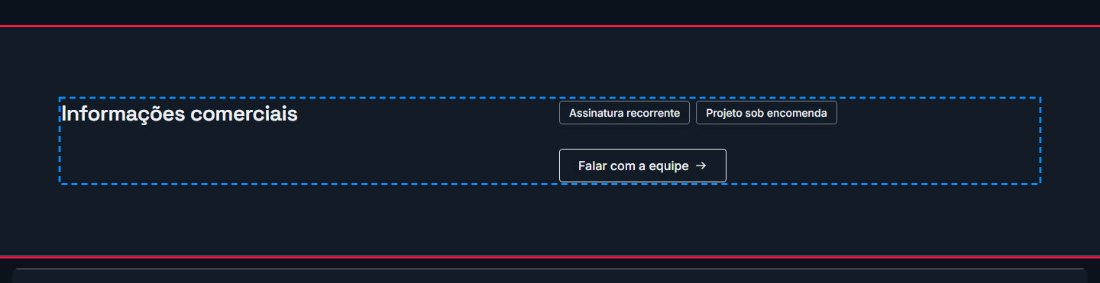 Informações comerciais
Assinatura recorrente
Projeto sob encomenda
Falar com a equipe →